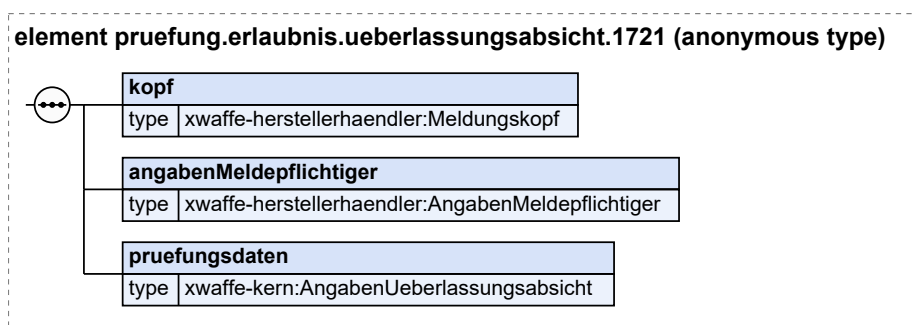 element pruefung.erlaubnis.ueberlassungsabsicht.1721 (anonymous type)
kopf
type xwaffe-herstellerhaendler:Meldungskopf
angabenMeldepflichtiger
type xwaffe-herstellerhaendler:AngabenMeldepflichtiger
pruefungsdaten
type xwaffe-kern:AngabenUeberlassungsabsicht